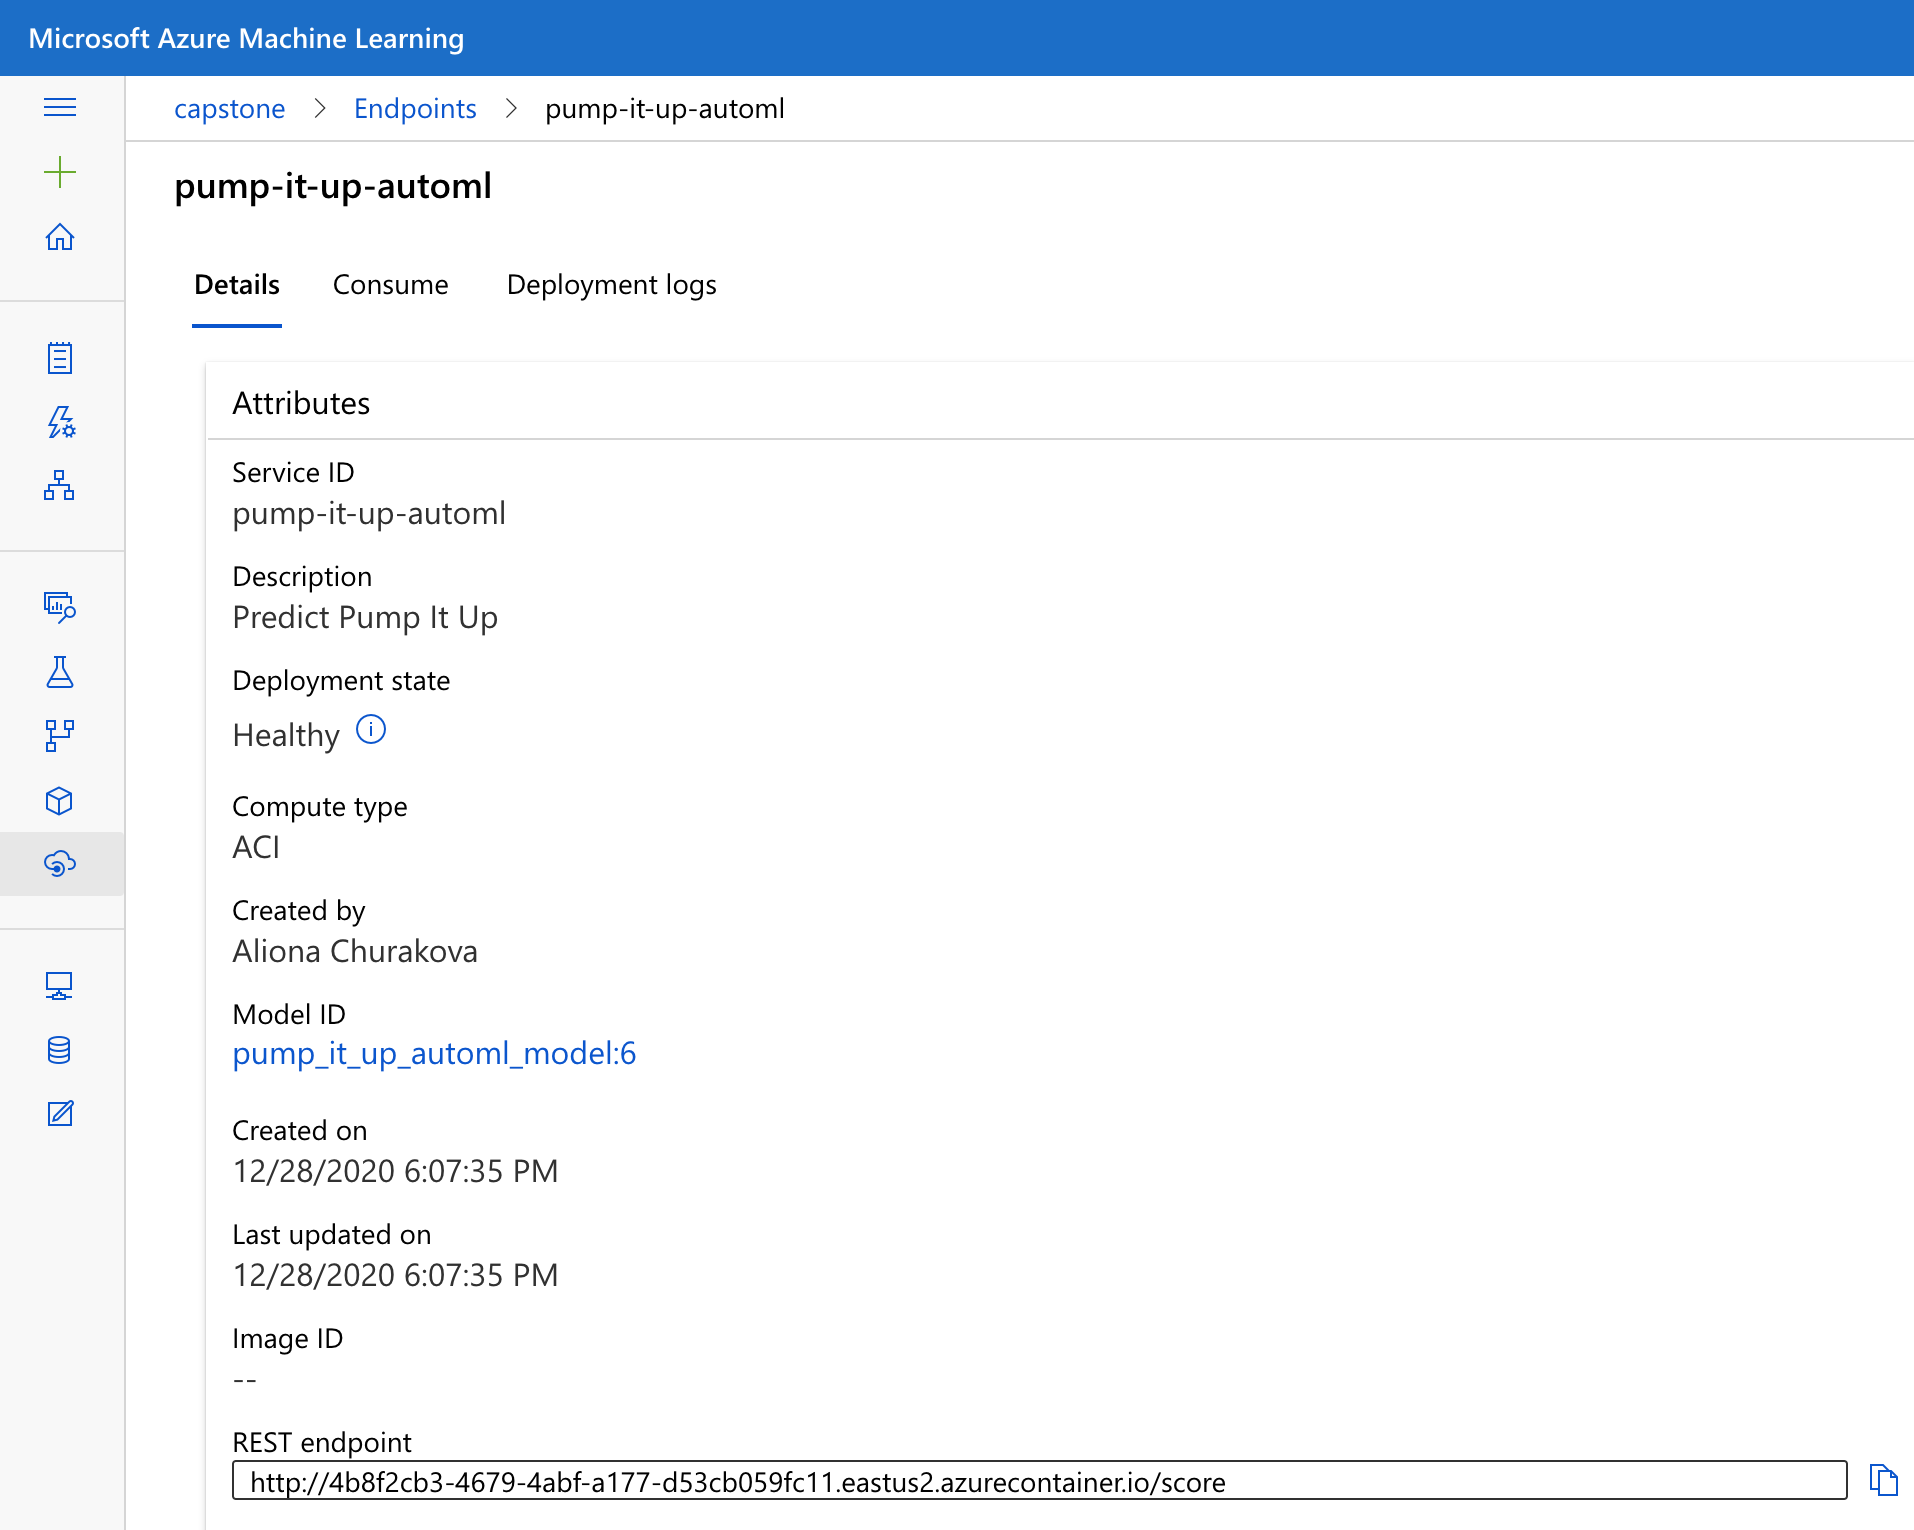 Microsoft Azure Machine Learning
capstone > Endpoints > pump-it-up-automl
pump-it-up-automl
Details Consume Deployment logs
Attributes
Service ID
pump-it-up-automl
Description
Predict Pump It Up
Deployment state
Healthy
Compute type
ACI
Created by
Aliona Churakova
Model ID
pump_it_up_automl_model:6
Created on
12/28/2020 6:07:35 PM
Last updated on
12/28/2020 6:07:35 PM
Image ID
--
REST endpoint
http://4b8f2cb3-4679-4abf-a177-d53cb059fc11.eastus2.azurecontainer.io/score